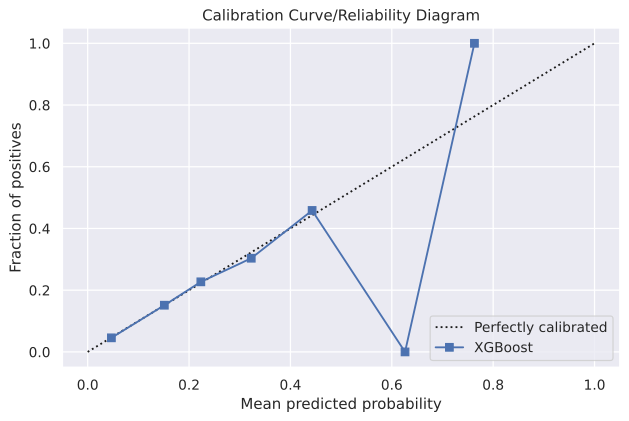 Calibration Curve/Reliability Diagram
Fraction of positives
1.0
0.8
0.6
0.4
0.2
0.0
Perfectly calibrated
XGBoost
0.0 0.2 0.4 0.6 0.8 1.0
Mean predicted probability